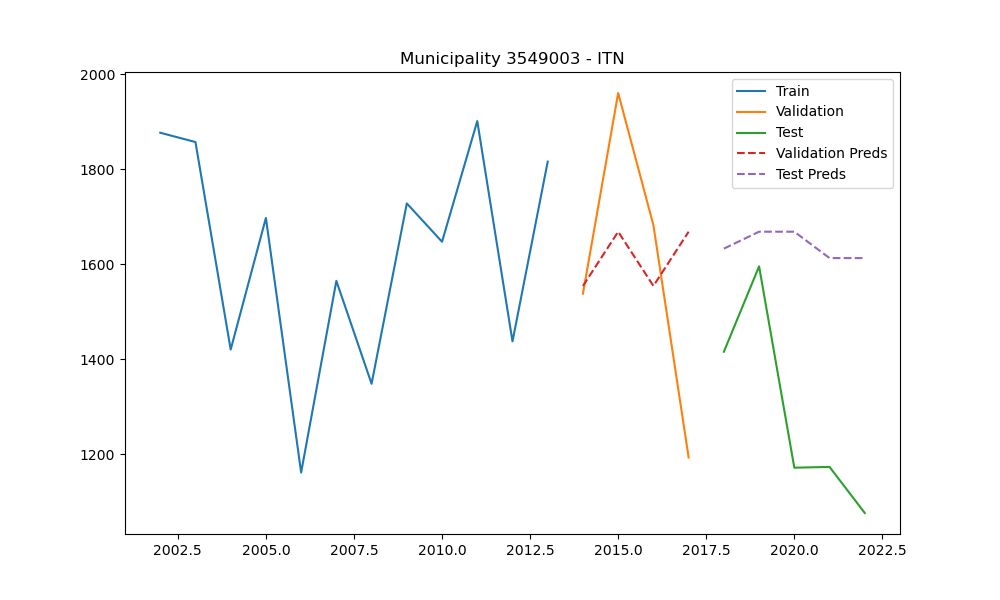 Municipality 3549003 - ITN
Train
Validation
Test
Validation Preds
Test Preds
2000
1800
1600
1400
1200
2002.5 2005.0 2007.5 2010.0 2012.5 2015.0 2017.5 2020.0 2022.5